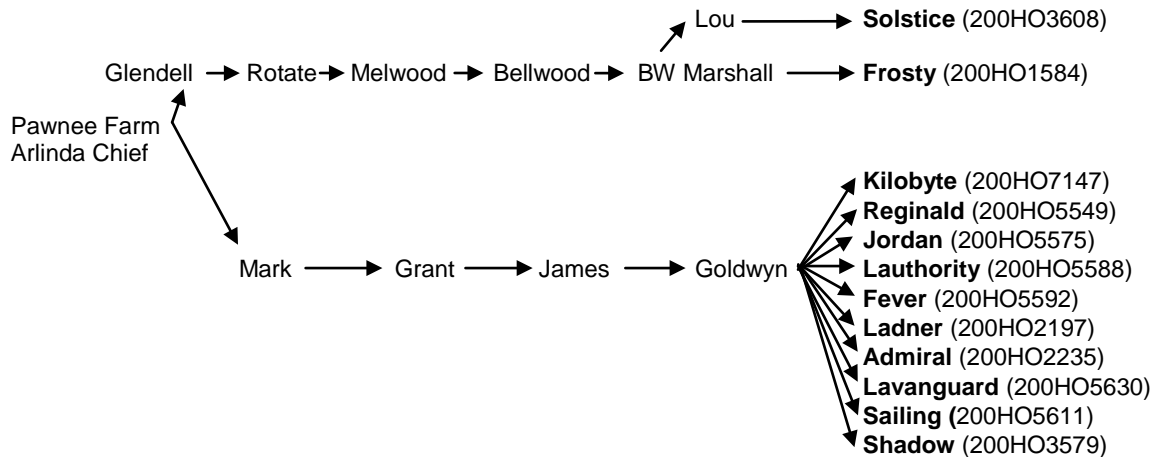 Lou Solstice (200HO3608)
Glendell Rotate Melwood Bellwood BW Marshall Frosty (200HO1584)
Pawnee Farm
Arlinda Chief
Kilobyte (200HO7147)
Reginald (200HO5549)
Jordan (200HO5575)
Mark Grant James Goldwyn Lauthority (200HO5588)
Fever (200HO5592)
Ladner (200HO2197)
Admiral (200HO2235)
Lavanguard (200HO5630)
Sailing (200HO5611)
Shadow (200HO3579)